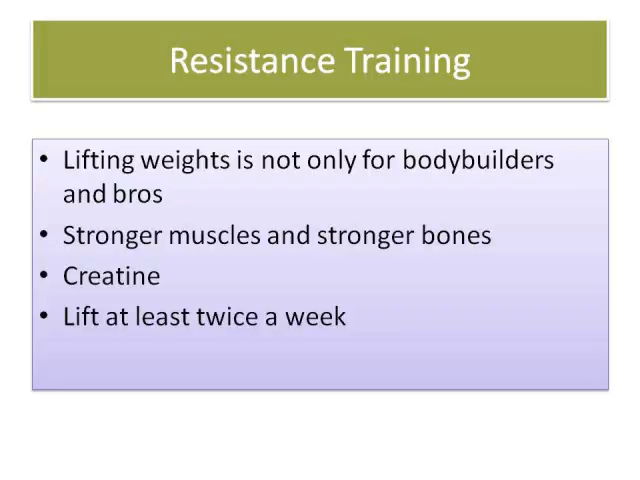 Resistance Training
• Lifting weights is not only for bodybuilders
and bros
• Stronger muscles and stronger bones
• Creatine
• Lift at least twice a week